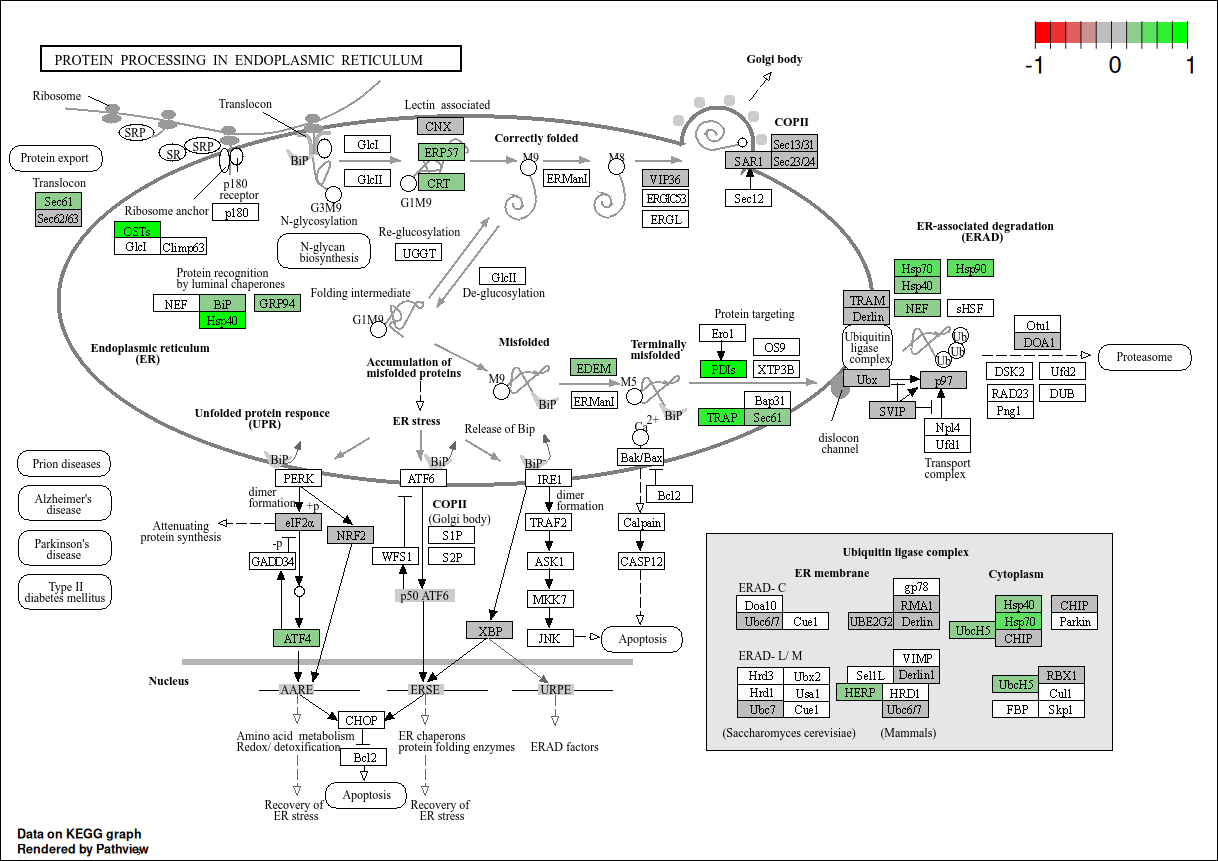 PROTEIN PROCESSING IN ENDOPLASMIC RETICULUM
-1 0 1
Golgi body
Ribosome
Translocon
Lectin associated
SRP
SR
SRP
BiP
GlcI
GlcII
CNX
ERP57
CRT
G1M9
Correctly folded
M9
M8
ERManI
COPII
Sec13/31
SAR1
Sec23/24
Sec12
VIP36
ERGIC53
ERGL
Protein export
Translocon
Sec61
Sec62/63
p180
receptor
Ribosome anchor
p180
G3M9
N-glycosylation
OSTs
GlcI
Climp63
N-glycan
biosynthesis
Re-glucosylation
UGGT
GlcII
De-glucosylation
ER-associated degradation
(ERAD)
Hsp70
Hsp90
Hsp40
NEF
sHSF
Protein recognition
by luminal chaperones
NEF
BiP
GRP94
Hsp40
Folding intermediate
G1M9
TRAM
Derlin
Ubiquitin
ligase
complex
Ub
Ub
Ub
Otu1
DOA1
Proteasome
Endoplasmic reticulum
(ER)
Accumulation of
misfolded proteins
Misfolded
Terminally
misfolded
Protein targeting
Ero1
OS9
PDIs
XTP3B
EDEM
ERManI
M9
M5
BiP
BiP
Bap31
TRAP
Sec61
Ubx
p97
SVIP
DSK2
Ufd2
RAD23
DUB
Png1
Npl4
Ufd1
Transport
complex
dislocon
channel
Unfolded protein responce
(UPR)
ER stress
Release of Bip
Ca2+
Bak/Bax
Bcl2
BiP
BiP
BiP
PERK
ATF6
IRE1
Prion diseases
Alzheimer's
disease
Parkinson's
disease
Type II
diabetes mellitus
dimer
formation
+p
eIF2α
NRF2
Attenuating
protein synthesis
-p
GADD34
ATF4
COPII
(Golgi body)
S1P
S2P
WFS1
p50 ATF6
dimer
formation
TRAF2
ASK1
MKK7
JNK
XBP
Calpain
CASP12
Apoptosis
Nucleus
AARE
ERSE
URPE
CHOP
Bcl2
Apoptosis
Amino acid metabolism
Redox/ detoxification
ER chaperons
protein folding enzymes
ERAD factors
Recovery of
ER stress
Recovery of
ER stress
Ubiquitin ligase complex
ER membrane
Cytoplasm
ERAD- C
Doa10
Ubc6/7
Cue1
gp78
RMA1
UBE2G2
Derlin
Hsp40
UbcH5
Hsp70
CHIP
CHIP
Parkin
ERAD- L/ M
Hrd3
Ubx2
Hrd1
Usa1
Ubc7
Cue1
VIMP
Sel1L
Derlin1
HERP
HRD1
Ubc6/7
UbcH5
RBX1
Cul1
FBP
Skp1
(Saccharomyces cerevisiae)
(Mammals)
Data on KEGG graph
Rendered by Pathview